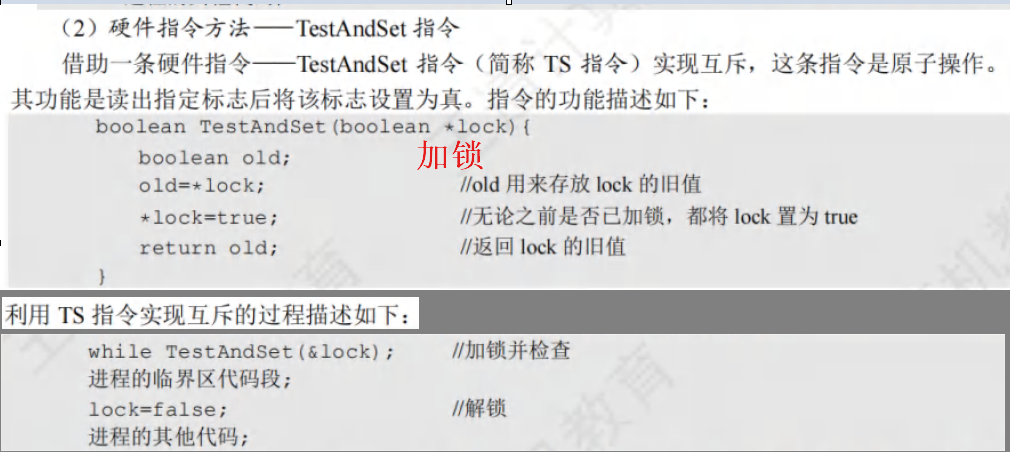 （2）硬件指令方法——TestAndSet 指令
借助一条硬件指令——TestAndSet 指令（简称 TS 指令）实现互斥，这条指令是原子操作。
其功能是读出指定标志后将该标志设置为真。指令的功能描述如下：
boolean TestAndSet(boolean *lock){
加锁
boolean old;
old=*lock; //old 用来存放 lock 的旧值
*lock=true; //无论之前是否已加锁，都将 lock 置为 true
return old; //返回 lock 的旧值
}
利用 TS 指令实现互斥的过程描述如下：
while TestAndSet(&lock); //加锁并检查
进程的临界区代码段;
lock=false; //解锁
进程的其他代码;